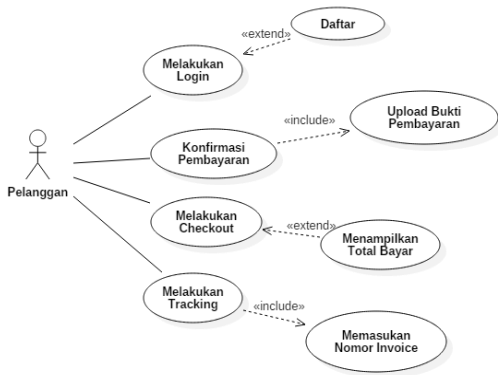 Daftar
«extend»
Melakukan
Login
Upload Bukti
Pembayaran
«include»
Konfirmasi
Pembayaran
Pelanggan
Melakukan
Checkout
«extend»
Menampilkan
Total Bayar
Melakukan
Tracking
«include»
Memasukan
Nomor Invoice